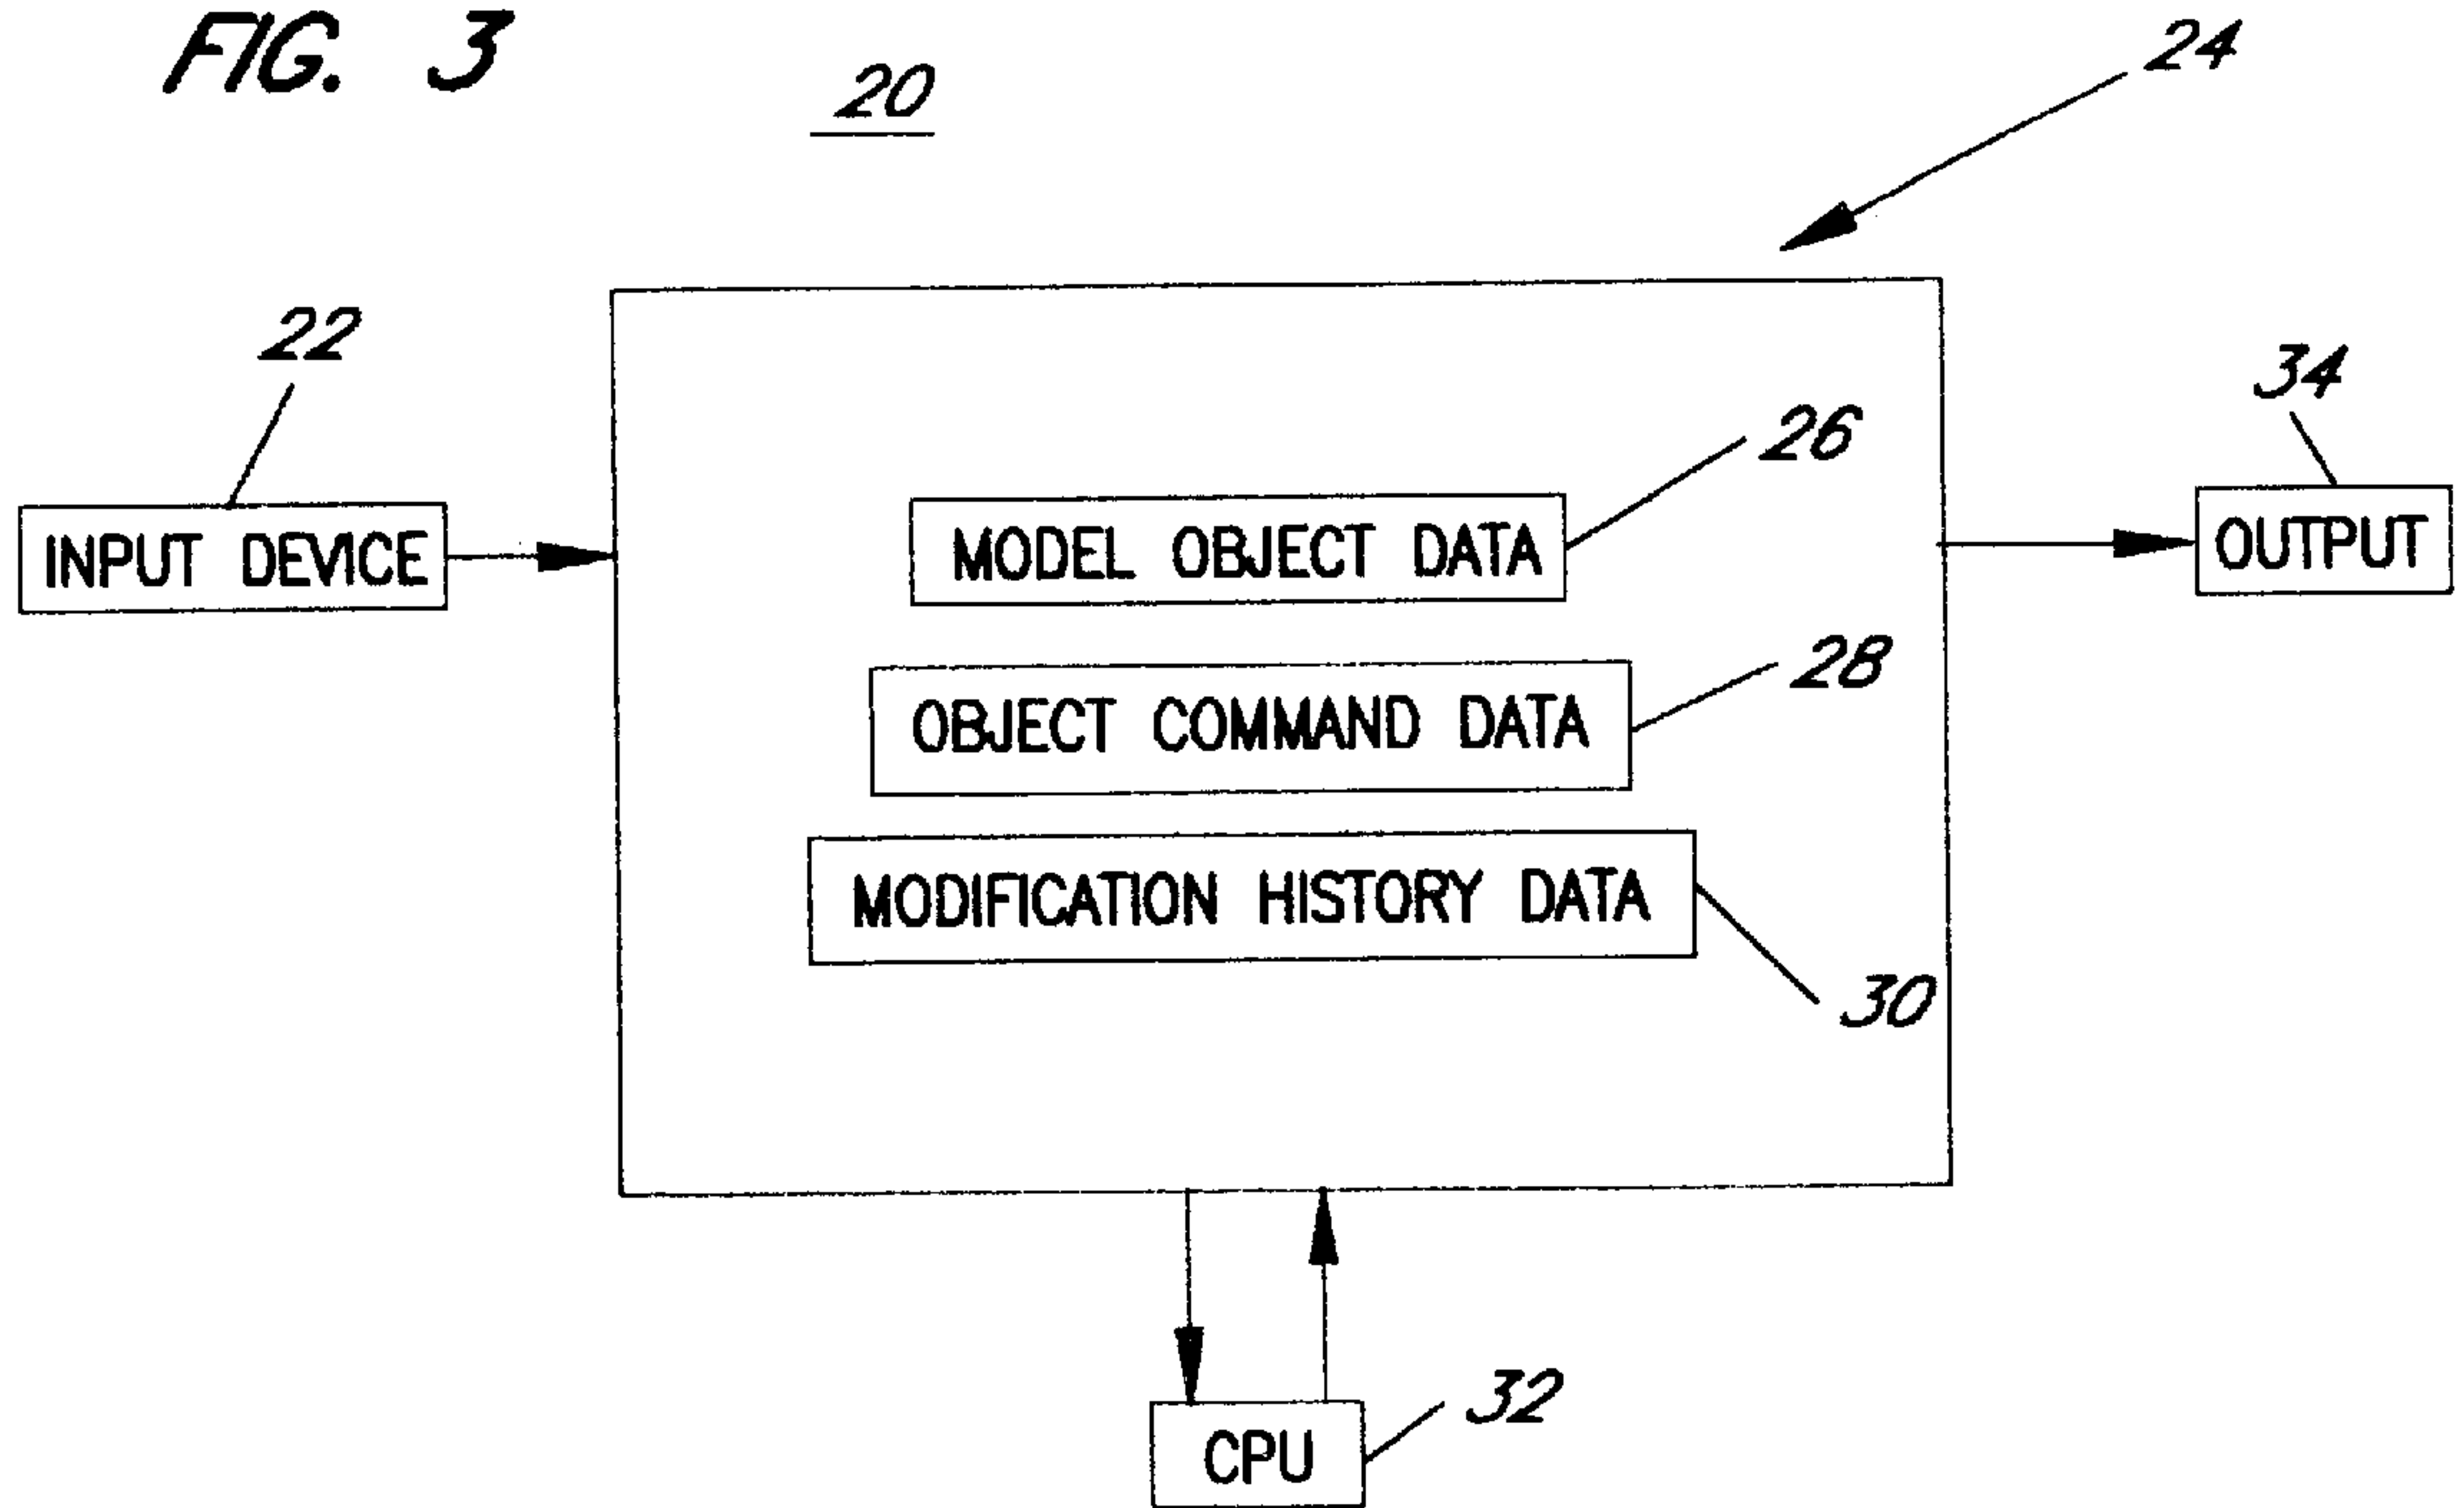 FIG. 3
20
24
22
34
26
INPUT DEVICE
MODEL OBJECT DATA
OUTPUT
28
OBJECT COMMAND DATA
MODIFICATION HISTORY DATA
30
32
CPU